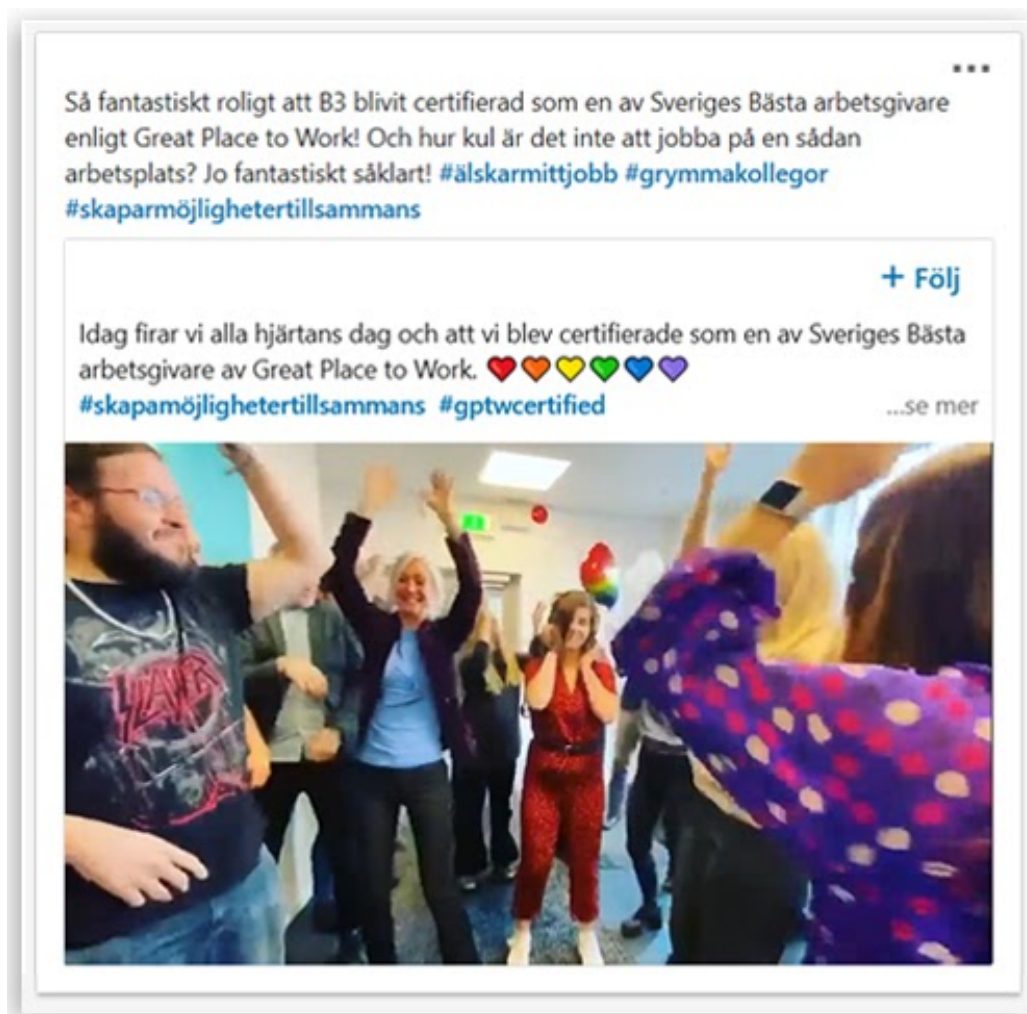 Så fantastiskt roligt att B3 blivit certifierad som en av Sveriges Bästa arbetsgivare
enligt Great Place to Work! Och hur kul är det inte att jobba på en sådan
arbetsplats? Jo fantastiskt såklart! #älskarmittjobb #grymmakollegor
#skaparmöjlighetertillsammans
+ Följ
Idag firar vi alla hjärtans dag och att vi blev certifierade som en av Sveriges Bästa
arbetsgivare av Great Place to Work. ❤️🧡💛💚💙💜
#skapamöjlighetertillsammans #gptwcertified ...se mer
SLAYER